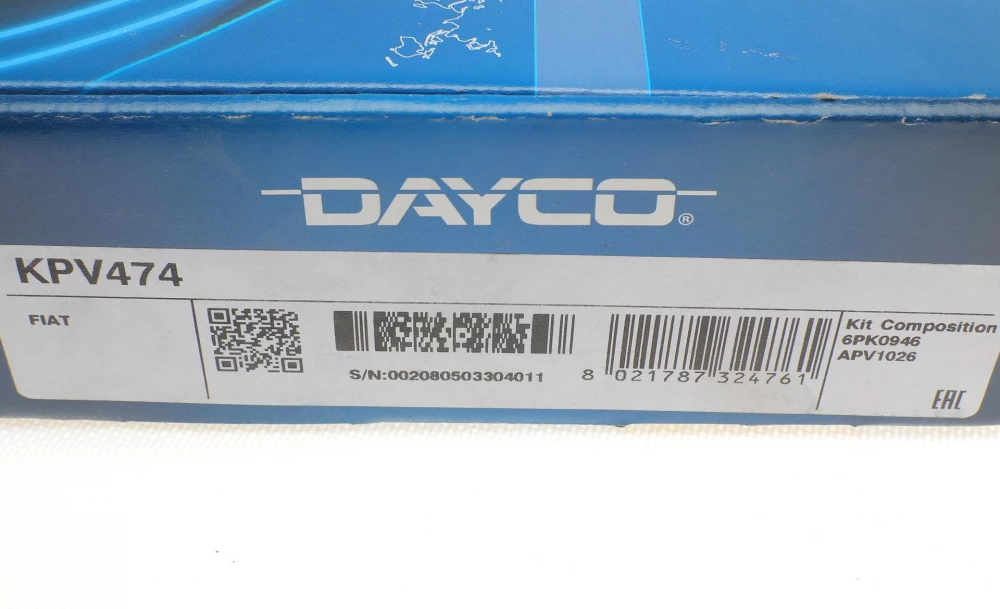 DAYCO®
KPV474
FIAT
S/N:002080503304011
8 021787 324761
Kit Composition
6PK0946
APV1026
EAC